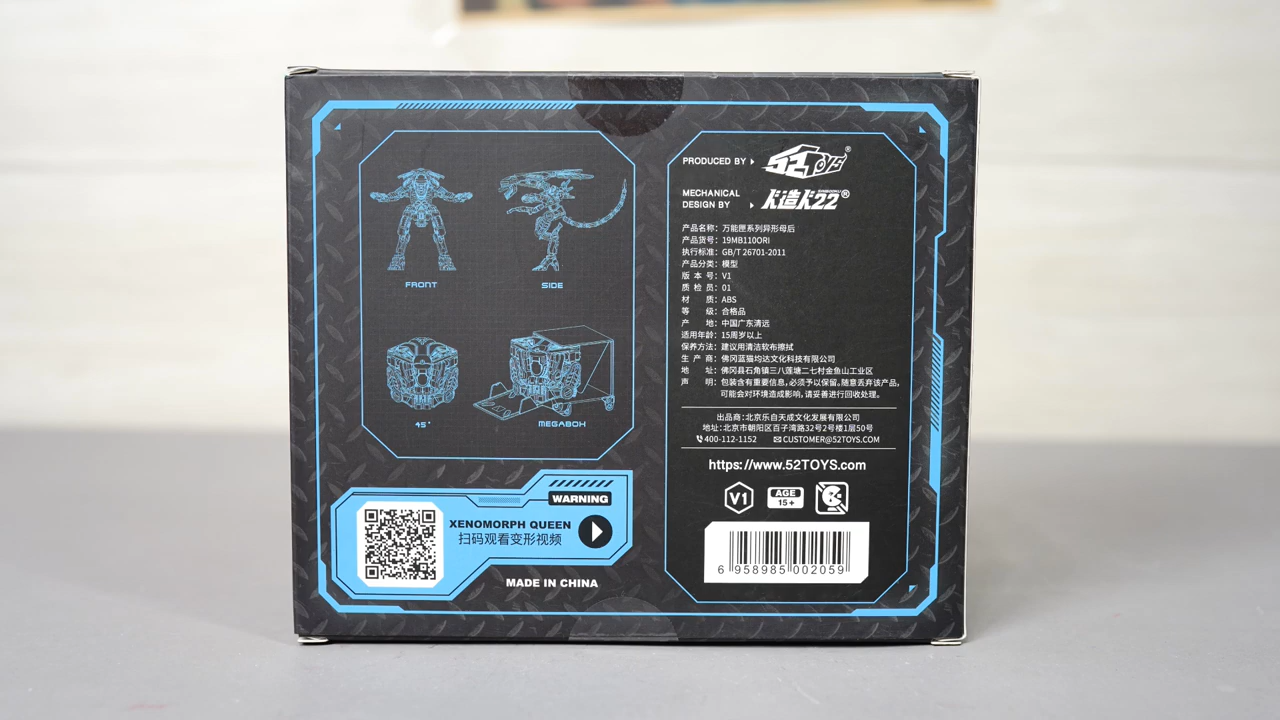 FRONT
SIDE
45°
MEGABOX
WARNING
XENOMORPH QUEEN
扫码观看变形视频
MADE IN CHINA
PRODUCED BY
52TOYS®
MECHANICAL
DESIGN BY
22®
产品名称：万能匣系列异形母后
产品货号：19MB110ORI
执行标准：GB/T 26701-2011
产品分类：模型
版 本 号：V1
质 检 员：01
材 质：ABS
等 级：合格品
产 地：中国广东清远
适用年龄：15周岁以上
保养方法：建议用清洁软布擦拭
生 产 商：佛冈蓝猫均达文化科技有限公司
地 址：佛冈县石角镇三八莲塘二七村金鱼山工业区
声 明：包装含有重要信息，必须予以保留，随意丢弃该产品，
可能会对环境造成影响，请妥善进行回收处理。
出品商：北京乐自天成文化发展有限公司
地址：北京市朝阳区百子湾路32号2号楼1层50号
400-112-1152 CUSTOMER@52TOYS.COM
https://www.52TOYS.com
V1
AGE
15+
6 958985 002059